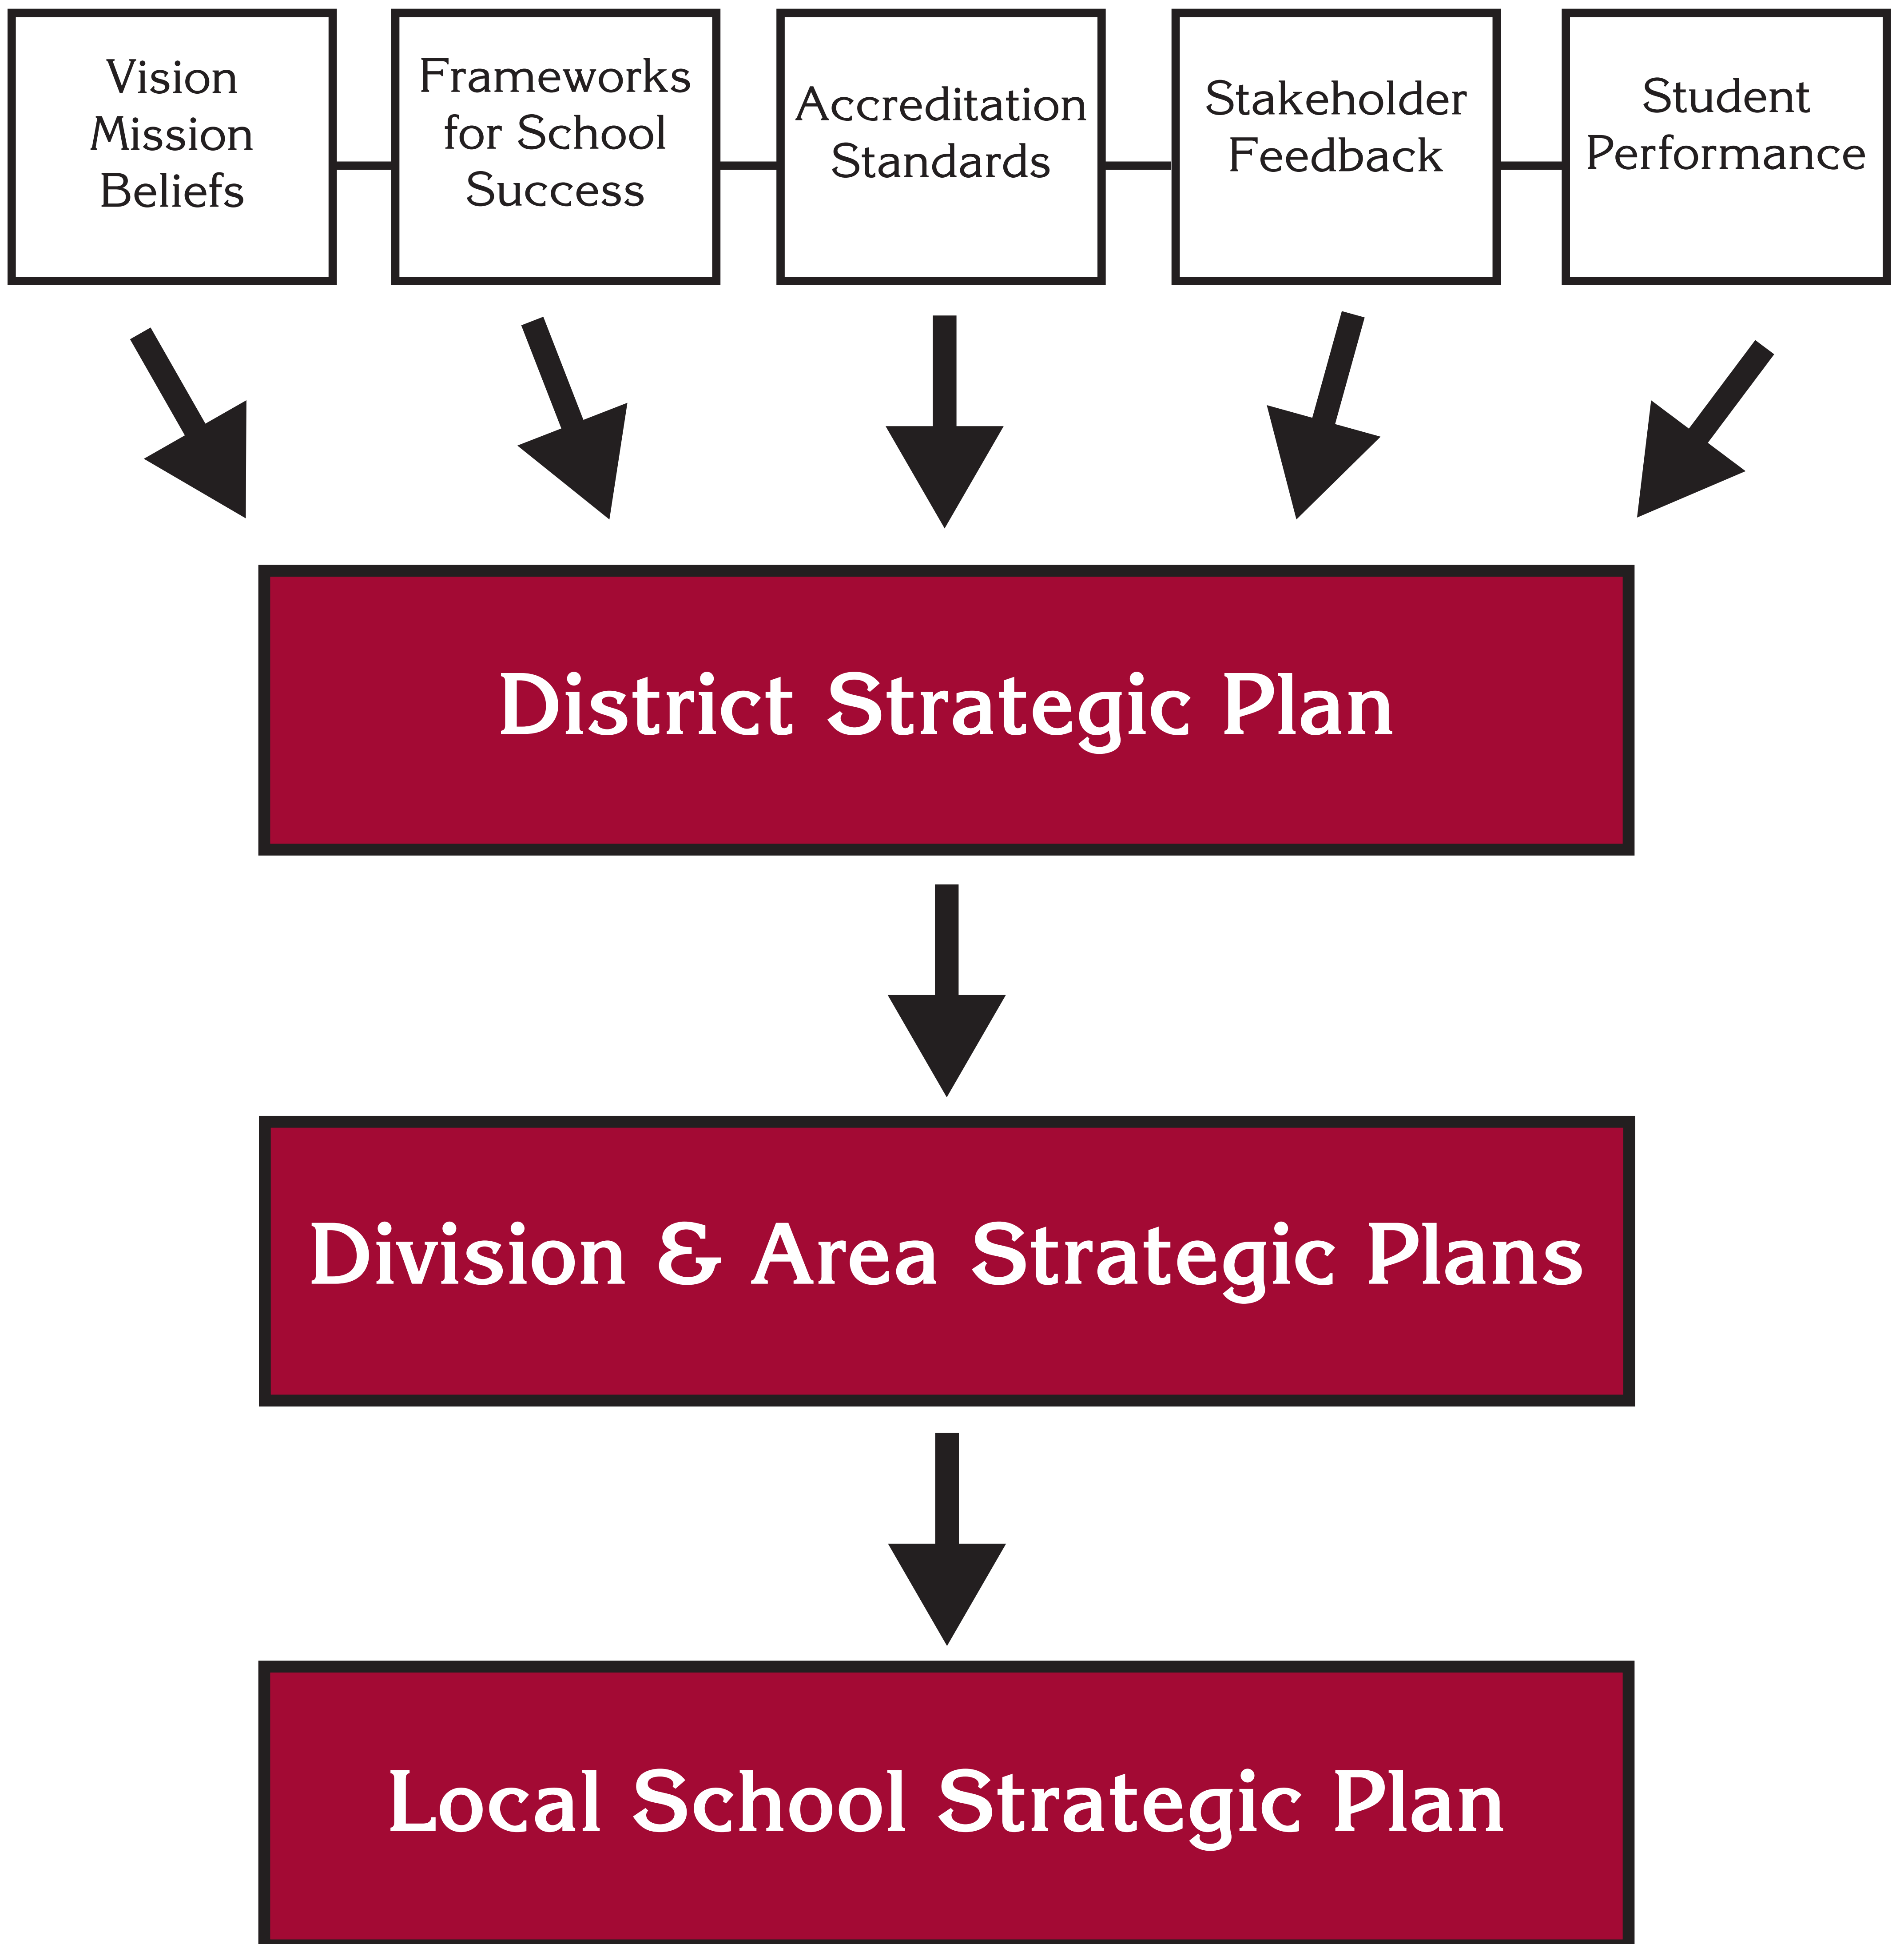 Vision
Mission
Beliefs
Frameworks
for School
Success
Accreditation
Standards
Stakeholder
Feedback
Student
Performance
District Strategic Plan
Division & Area Strategic Plans
Local School Strategic Plan